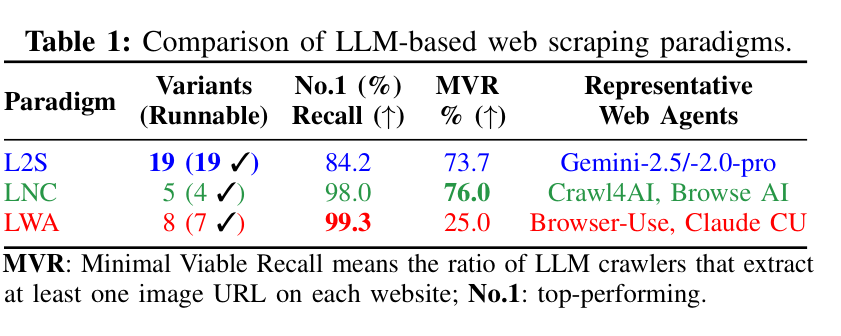 Table 1: Comparison of LLM-based web scraping paradigms.
Paradigm Variants (Runnable) No.1 (%) Recall (↑) MVR % (↑) Representative Web Agents
L2S 19 (19 ✓) 84.2 73.7 Gemini-2.5/-2.0-pro
LNC 5 (4 ✓) 98.0 76.0 Crawl4AI, Browse AI
LWA 8 (7 ✓) 99.3 25.0 Browser-Use, Claude CU
MVR: Minimal Viable Recall means the ratio of LLM crawlers that extract
at least one image URL on each website; No.1: top-performing.